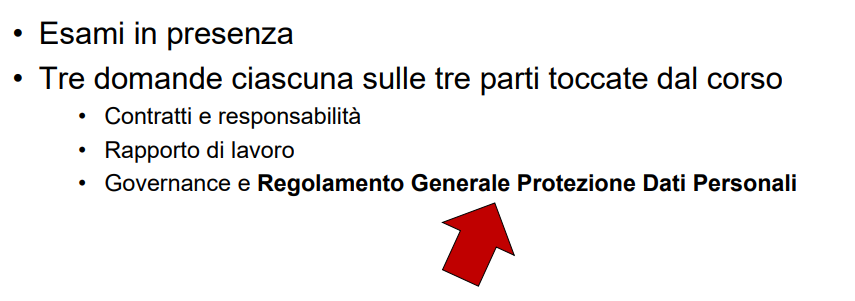 • Esami in presenza
• Tre domande ciascuna sulle tre parti toccate dal corso
• Contratti e responsabilità
• Rapporto di lavoro
• Governance e Regolamento Generale Protezione Dati Personali